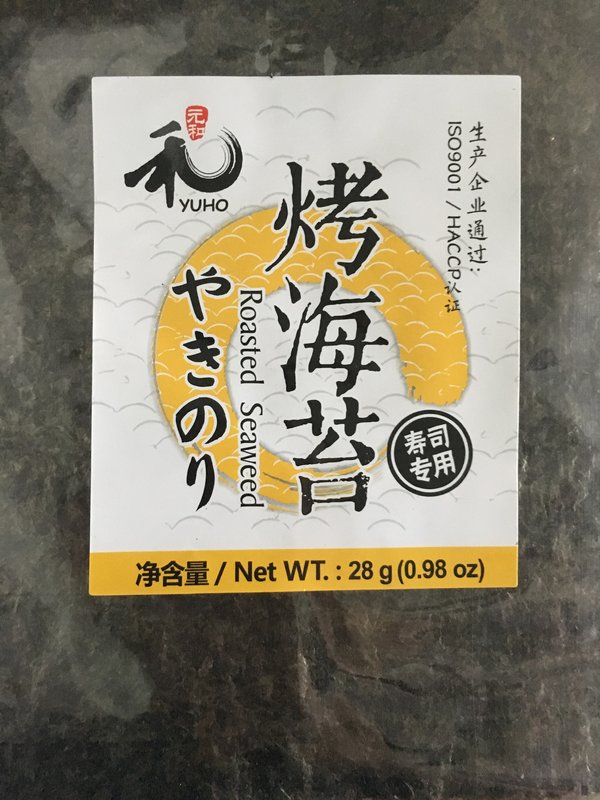 元和
和
YUHO
生产企业通过:
ISO9001 / HACCP认证
烤海苔
Roasted Seaweed
やきのり
寿司
专用
净含量 / Net WT. : 28 g (0.98 oz)